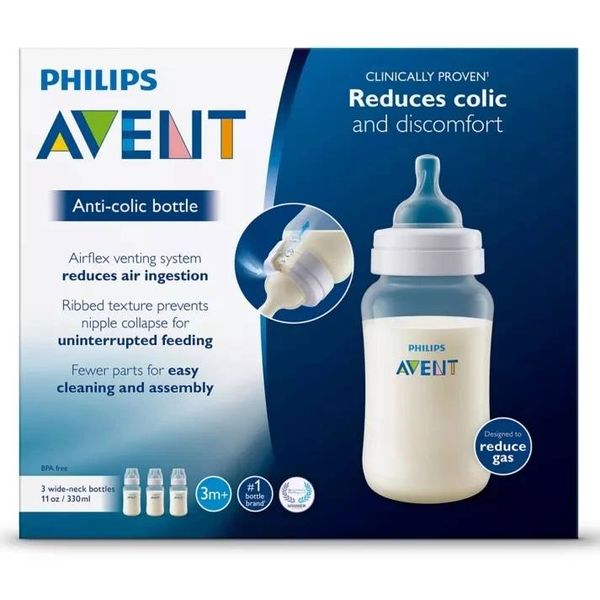 PHILIPS
AVENT
Anti-colic bottle
Airflex venting system
reduces air ingestion
Ribbed texture prevents
nipple collapse for
uninterrupted feeding
Fewer parts for easy
cleaning and assembly
BPA free
3 wide-neck bottles
11 oz / 330ml
3m+
#1
bottle
brand†
WINNER
CLINICALLY PROVEN¹
Reduces colic
and discomfort
PHILIPS
AVENT
Designed to
reduce
gas